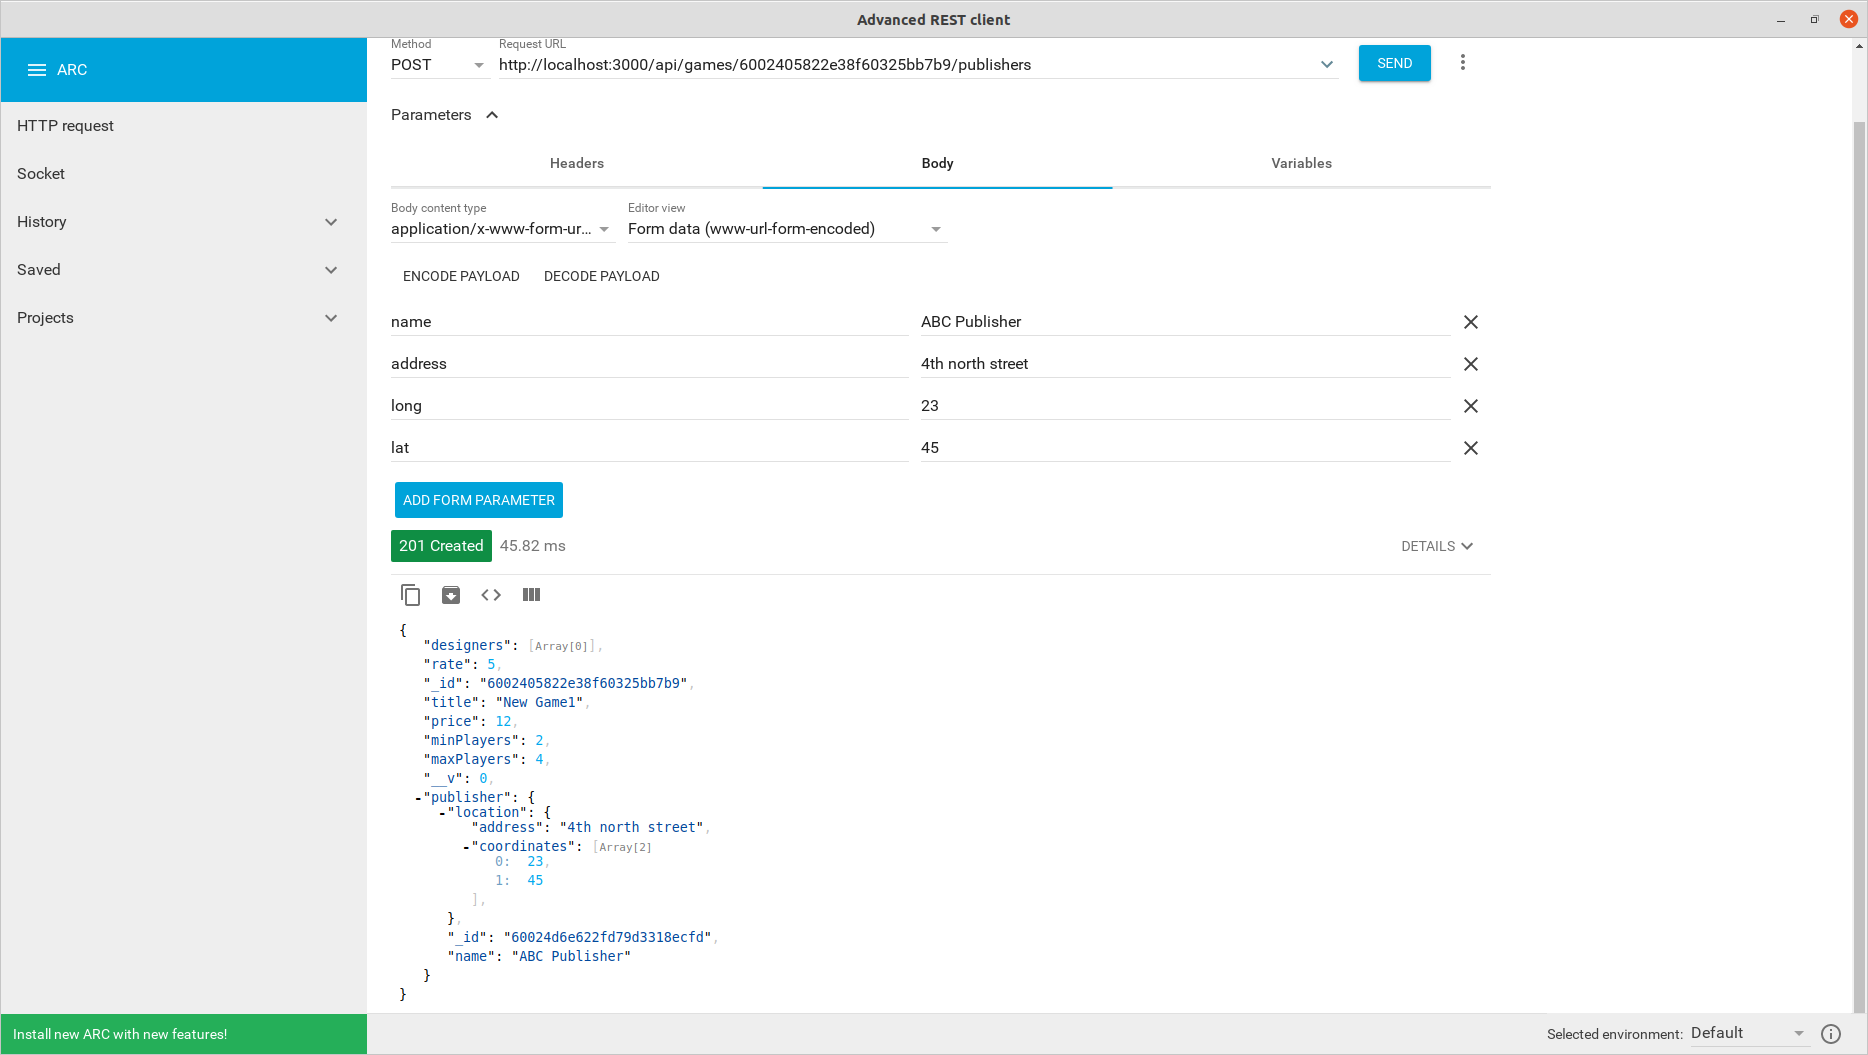 Advanced REST client
ARC
HTTP request
Socket
History
Saved
Projects
Install new ARC with new features!
Method
POST
Request URL
http://localhost:3000/api/games/6002405822e38f60325bb7b9/publishers
SEND
Parameters
Headers
Body
Variables
Body content type
application/x-www-form-ur...
Editor view
Form data (www-url-form-encoded)
ENCODE PAYLOAD
DECODE PAYLOAD
name
ABC Publisher
address
4th north street
long
23
lat
45
ADD FORM PARAMETER
201 Created
45.82 ms
DETAILS
{
"designers": [Array[0]],
"rate": 5,
"_id": "6002405822e38f60325bb7b9",
"title": "New Game1",
"price": 12,
"minPlayers": 2,
"maxPlayers": 4,
"__v": 0,
-"publisher": {
-"location": {
"address": "4th north street",
-"coordinates": [Array[2]
0: 23,
1: 45
],
},
"_id": "60024d6e622fd79d3318ecfd",
"name": "ABC Publisher"
}
}
Selected environment: Default